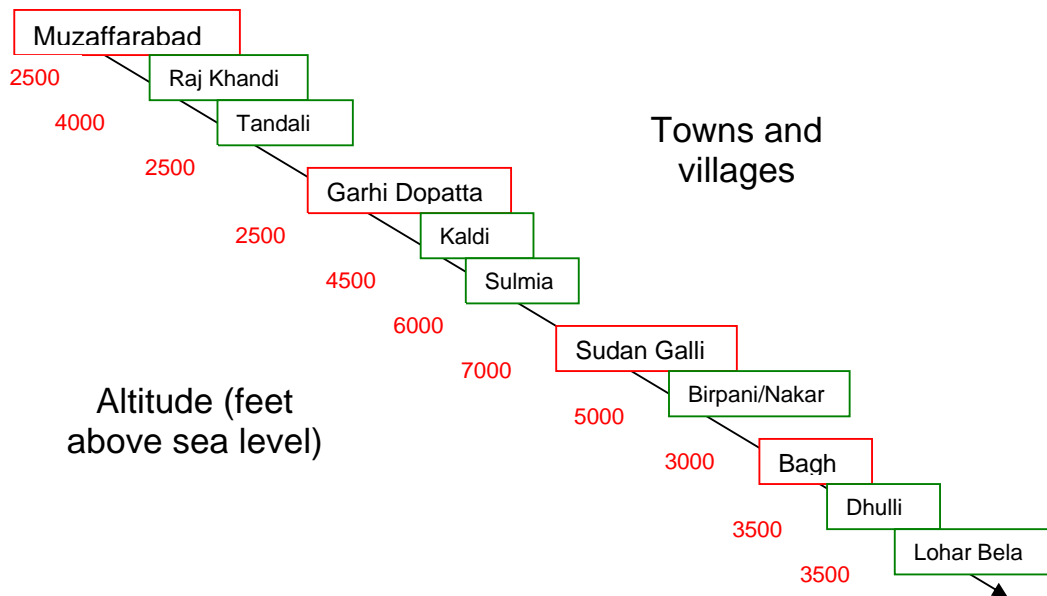 Muzaffarabad
2500
Raj Khandi
4000
Tandali
Towns and
villages
2500
Garhi Dopatta
2500
Kaldi
4500
Sulmia
6000
Sudan Galli
7000
Birpani/Nakar
Altitude (feet
above sea level)
5000
3000
Bagh
Dhulli
3500
Lohar Bela
3500